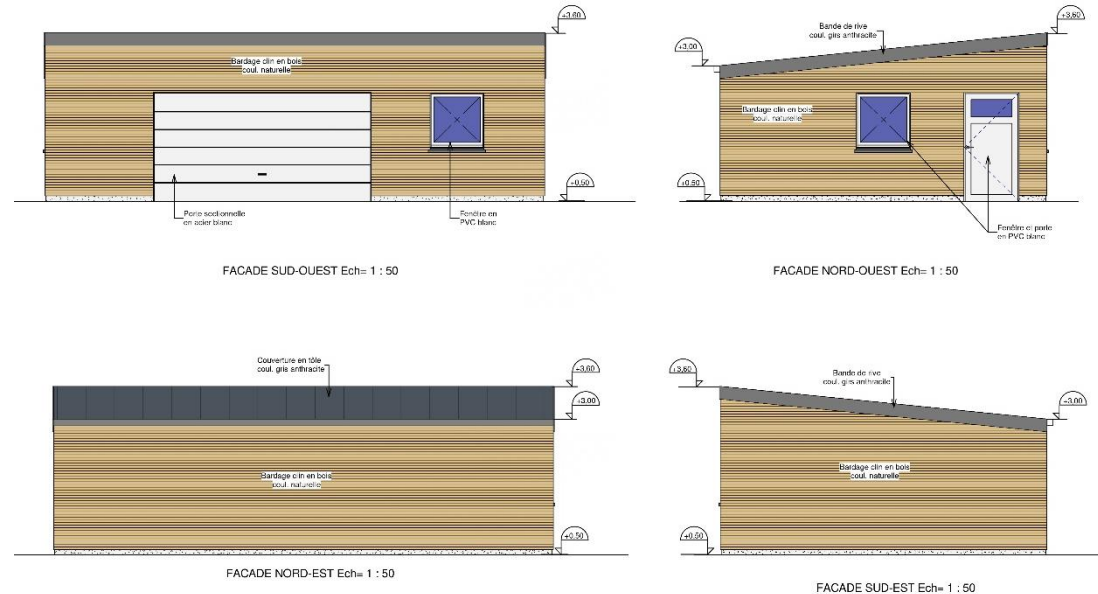 +3,60
Bardage clin en bois
coul. naturelle
+0,50
Porte sectionnelle
en acier blanc
Fenêtre en
PVC blanc
FACADE SUD-OUEST Ech= 1 : 50
Bande de rive
coul. gris anthracite
+3,60
+3,00
Bardage clin en bois
coul. naturelle
+0,50
Fenêtre et porte
en PVC blanc
FACADE NORD-OUEST Ech= 1 : 50
Couverture en tôle
coul. gris anthracite
+3,60
+3,00
Bardage clin en bois
coul. naturelle
+0,50
FACADE NORD-EST Ech= 1 : 50
+3,60
Bande de rive
coul. gris anthracite
+3,00
Bardage clin en bois
coul. naturelle
+0,50
FACADE SUD-EST Ech= 1 : 50